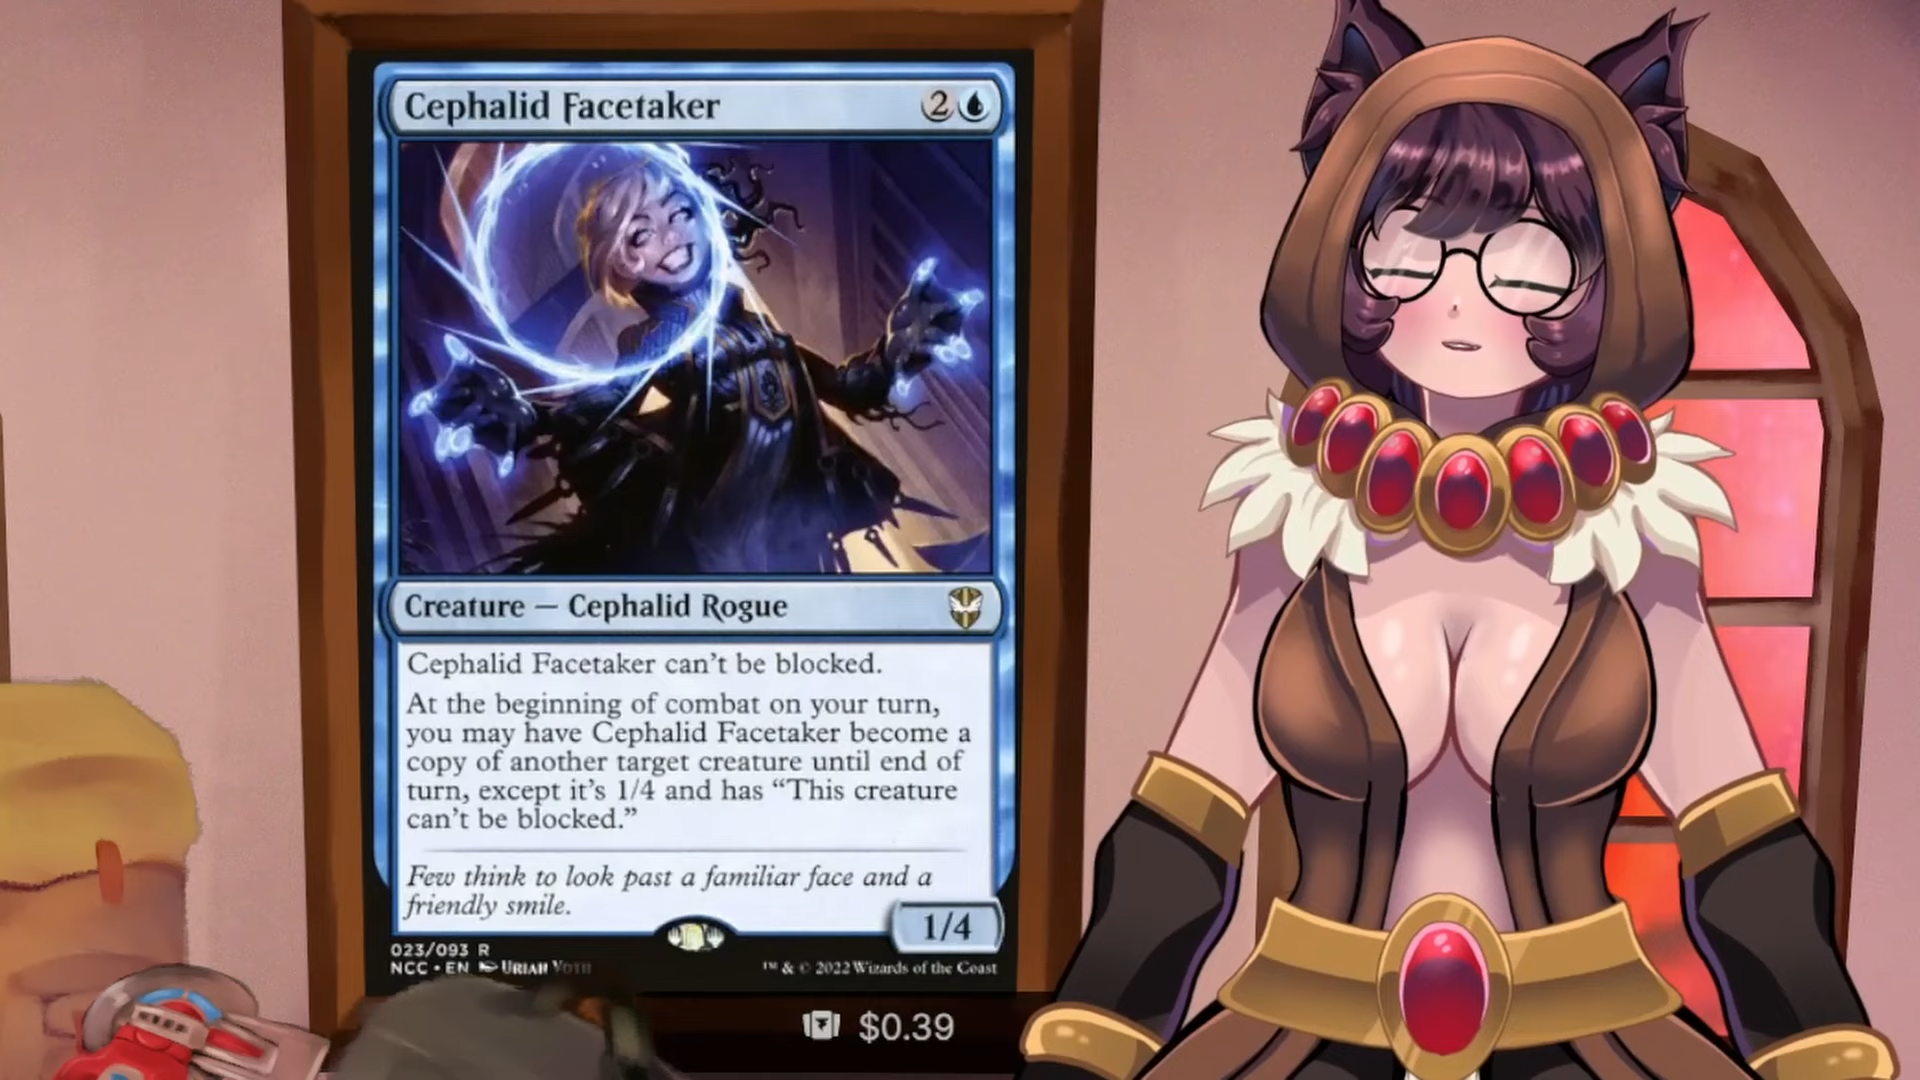 Cephalid Facetaker 2
Creature — Cephalid Rogue
Cephalid Facetaker can't be blocked.
At the beginning of combat on your turn,
you may have Cephalid Facetaker become a
copy of another target creature until end of
turn, except it's 1/4 and has “This creature
can't be blocked.”
Few think to look past a familiar face and a
friendly smile.
1/4
023/093 R
NCC • EN Uriah Voth
™ & © 2022 Wizards of the Coast
$0.39